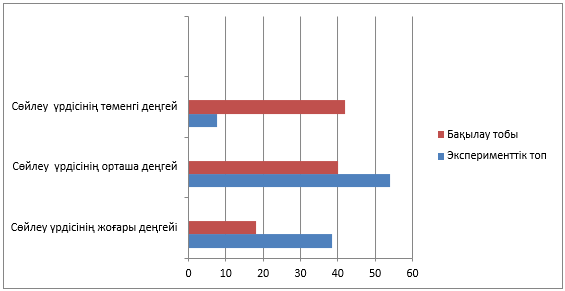 Сөйлеу  үрдісінің төменгі деңгей
Сөйлеу  үрдісінің орташа деңгей
Сөйлеу үрдісінің жоғары деңгейі
0 10 20 30 40 50 60
Бақылау тобы
Эксперименттік топ